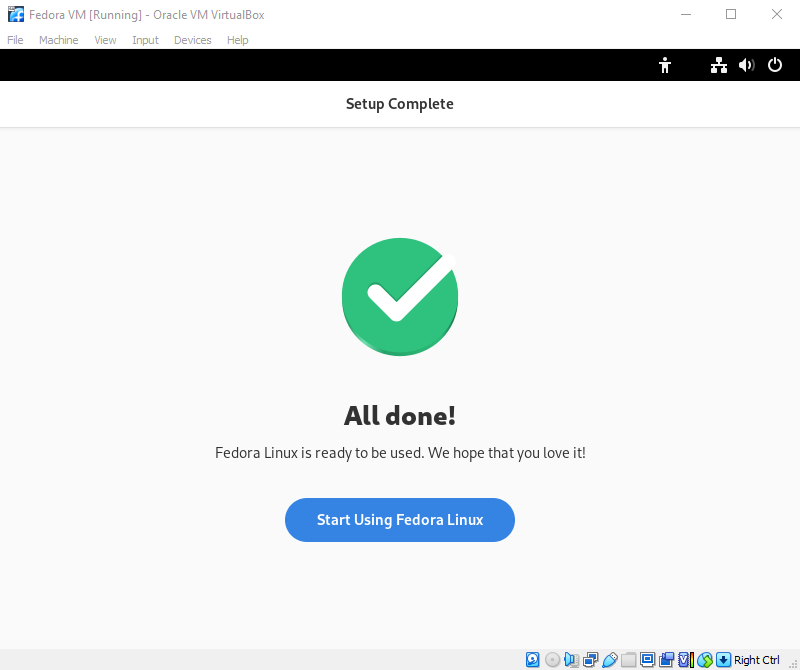 Fedora VM [Running] - Oracle VM VirtualBox
File Machine View Input Devices Help
Setup Complete
All done!
Fedora Linux is ready to be used. We hope that you love it!
Start Using Fedora Linux
Right Ctrl